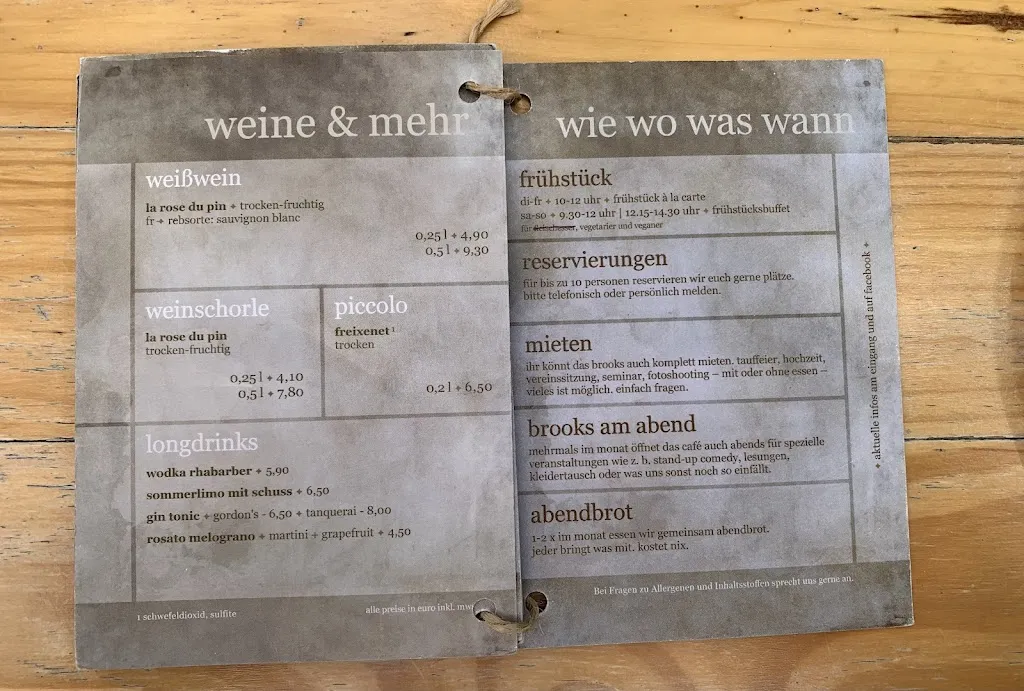 weine & mehr
weißwein
la rose du pin + trocken-fruchtig
fr + rebsorte: sauvignon blanc
0,25 l + 4,90
0,5 l + 9,30
weinschorle
la rose du pin
trocken-fruchtig
0,25 l + 4,10
0,5 l + 7,80
piccolo
freixenet ¹
trocken
0,2 l + 6,50
longdrinks
wodka rhabarber + 5,90
sommerlimo mit schuss + 6,50
gin tonic + gordon's - 6,50 + tanquerai - 8,00
rosato melograno + martini + grapefruit + 4,50
1 schwefeldioxid, sulfite
alle preise in euro inkl. mw
wie wo was wann
frühstück
di-fr + 10-12 uhr + frühstück à la carte
sa-so + 9.30-12 uhr | 12.15-14.30 uhr + frühstücksbuffet
für fleischesser, vegetarier und veganer
reservierungen
für bis zu 10 personen reservieren wir euch gerne plätze.
bitte telefonisch oder persönlich melden.
mieten
ihr könnt das brooks auch komplett mieten. tauffeier, hochzeit,
vereinssitzung, seminar, fotoshooting – mit oder ohne essen –
vieles ist möglich. einfach fragen.
brooks am abend
mehrmals im monat öffnet das café auch abends für spezielle
veranstaltungen wie z. b. stand-up comedy, lesungen,
kleidertausch oder was uns sonst noch so einfällt.
abendbrot
1-2 x im monat essen wir gemeinsam abendbrot.
jeder bringt was mit. kostet nix.
+ aktuelle infos am eingang und auf facebook +
Bei Fragen zu Allergenen und Inhaltsstoffen sprecht uns gerne an.